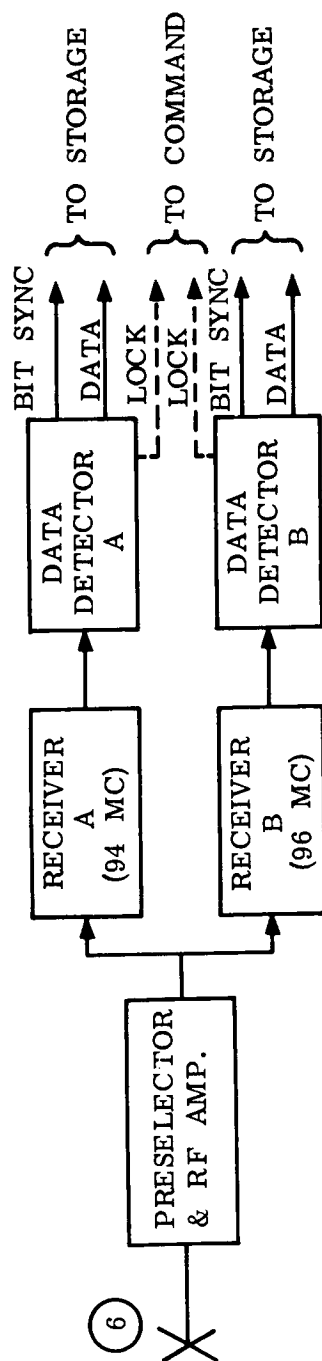 6
PRESELECTOR
& RF AMP.
RECEIVER
A
(94 MC)
RECEIVER
B
(96 MC)
DATA
DETECTOR
A
DATA
DETECTOR
B
BIT SYNC
DATA
LOCK
LOCK
BIT SYNC
DATA
TO STORAGE
TO COMMAND
TO STORAGE